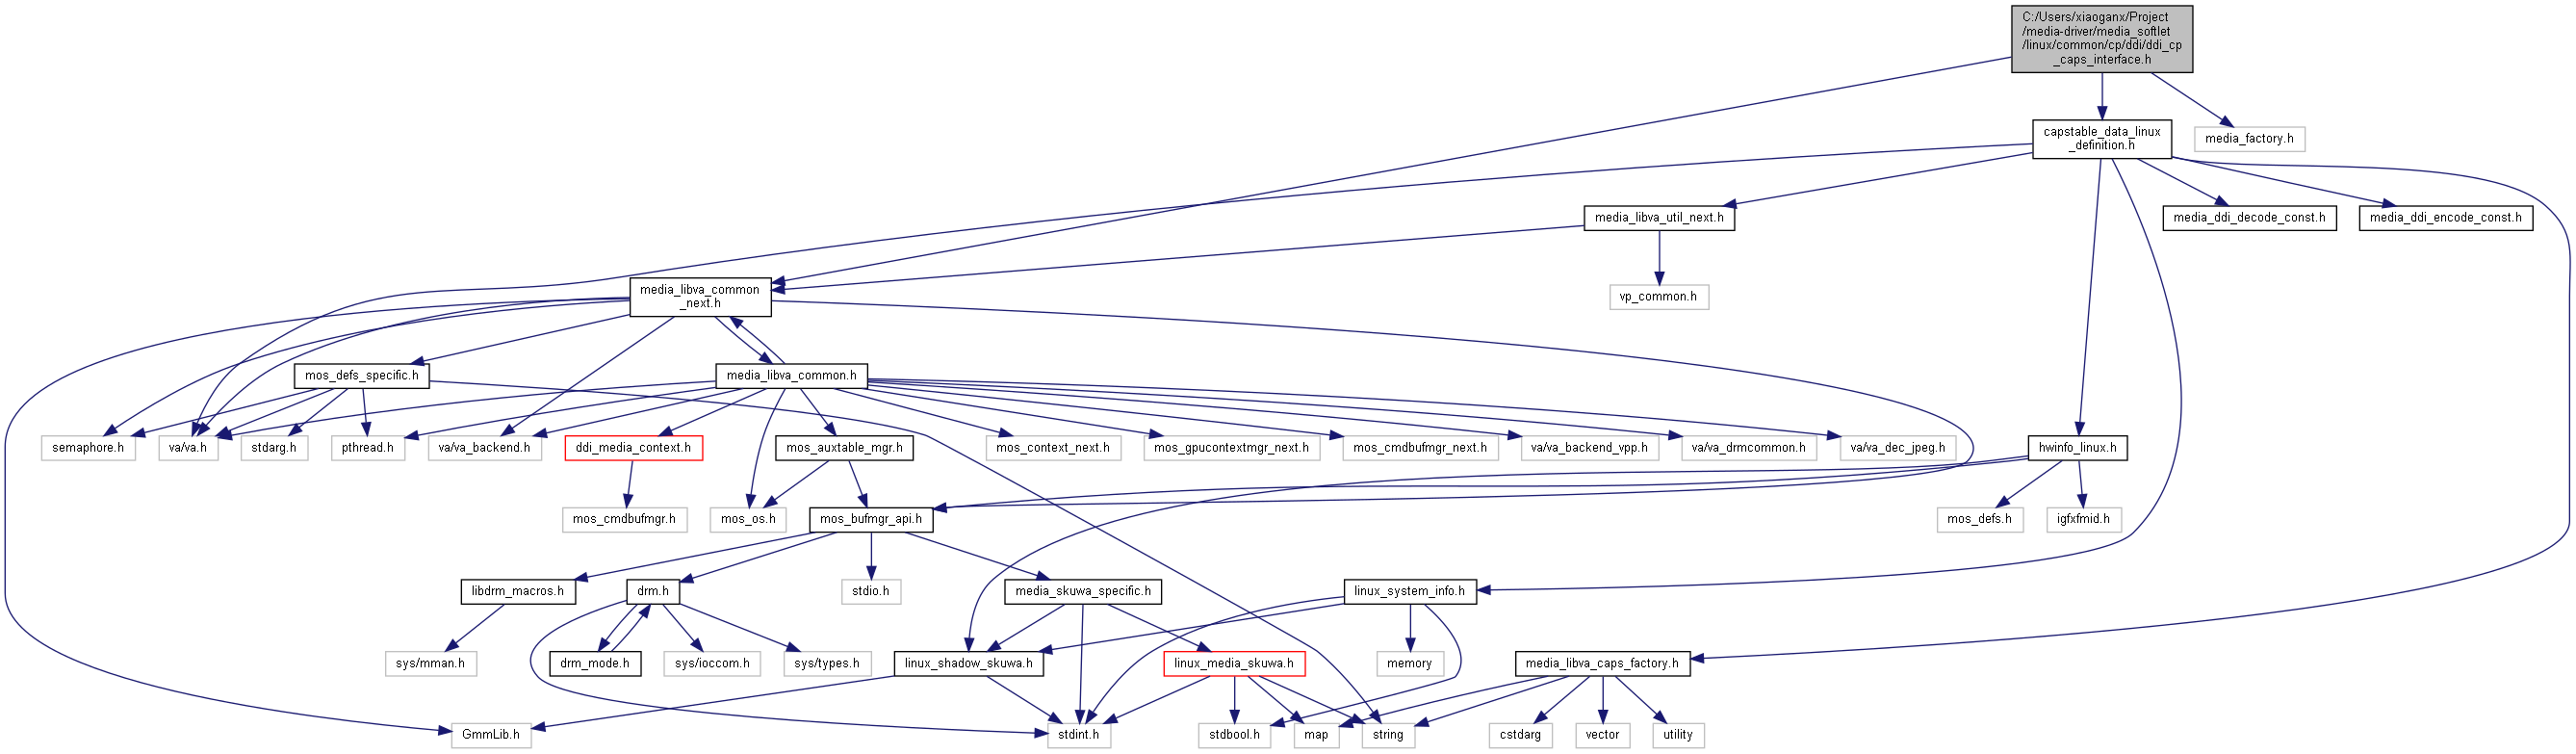 C:/Users/xiaoganx/Project
/media-driver/media_softlet
/linux/common/cp/ddi/ddi_cp
_caps_interface.h
capstable_data_linux
_definition.h
media_factory.h
media_libva_util_next.h
media_ddi_decode_const.h
media_ddi_encode_const.h
media_libva_common
_next.h
vp_common.h
mos_defs_specific.h
media_libva_common.h
semaphore.h
va/va.h
stdarg.h
pthread.h
va/va_backend.h
ddi_media_context.h
mos_auxtable_mgr.h
mos_context_next.h
mos_gpucontextmgr_next.h
mos_cmdbufmgr_next.h
va/va_backend_vpp.h
va/va_drmcommon.h
va/va_dec_jpeg.h
hwinfo_linux.h
mos_cmdbufmgr.h
mos_os.h
mos_bufmgr_api.h
mos_defs.h
igfxfmid.h
libdrm_macros.h
drm.h
stdio.h
media_skuwa_specific.h
linux_system_info.h
sys/mman.h
drm_mode.h
sys/ioccom.h
sys/types.h
linux_shadow_skuwa.h
linux_media_skuwa.h
memory
media_libva_caps_factory.h
GmmLib.h
stdint.h
stdbool.h
map
string
cstdarg
vector
utility